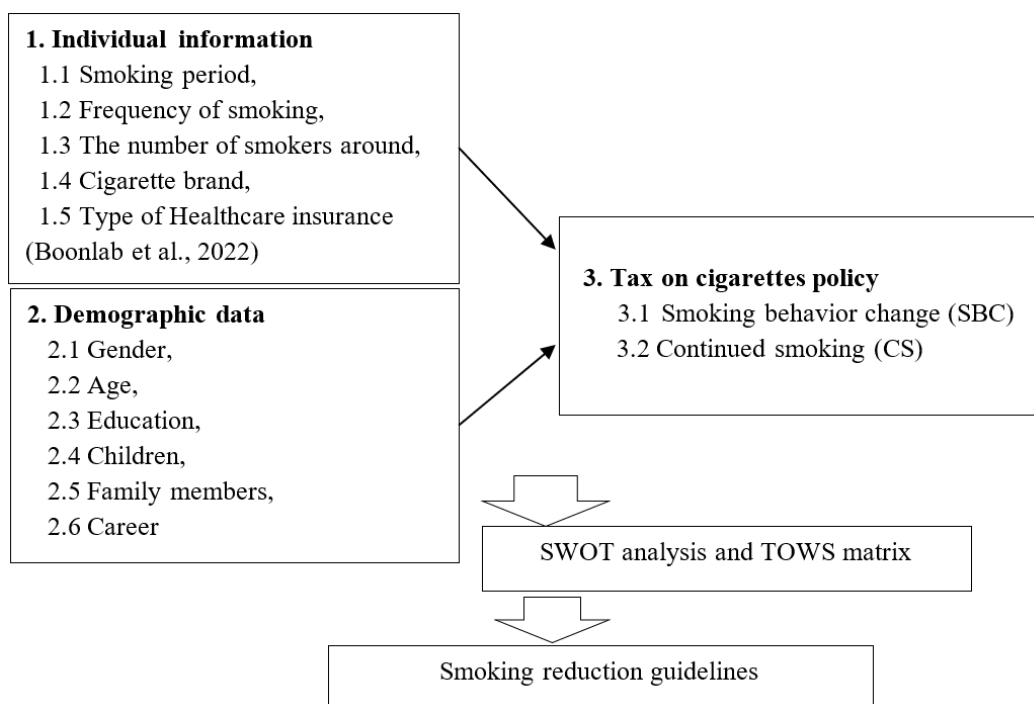 1. Individual information
1.1 Smoking period,
1.2 Frequency of smoking,
1.3 The number of smokers around,
1.4 Cigarette brand,
1.5 Type of Healthcare insurance
(Boonlab et al., 2022)
2. Demographic data
2.1 Gender,
2.2 Age,
2.3 Education,
2.4 Children,
2.5 Family members,
2.6 Career
3. Tax on cigarettes policy
3.1 Smoking behavior change (SBC)
3.2 Continued smoking (CS)
SWOT analysis and TOWS matrix
Smoking reduction guidelines